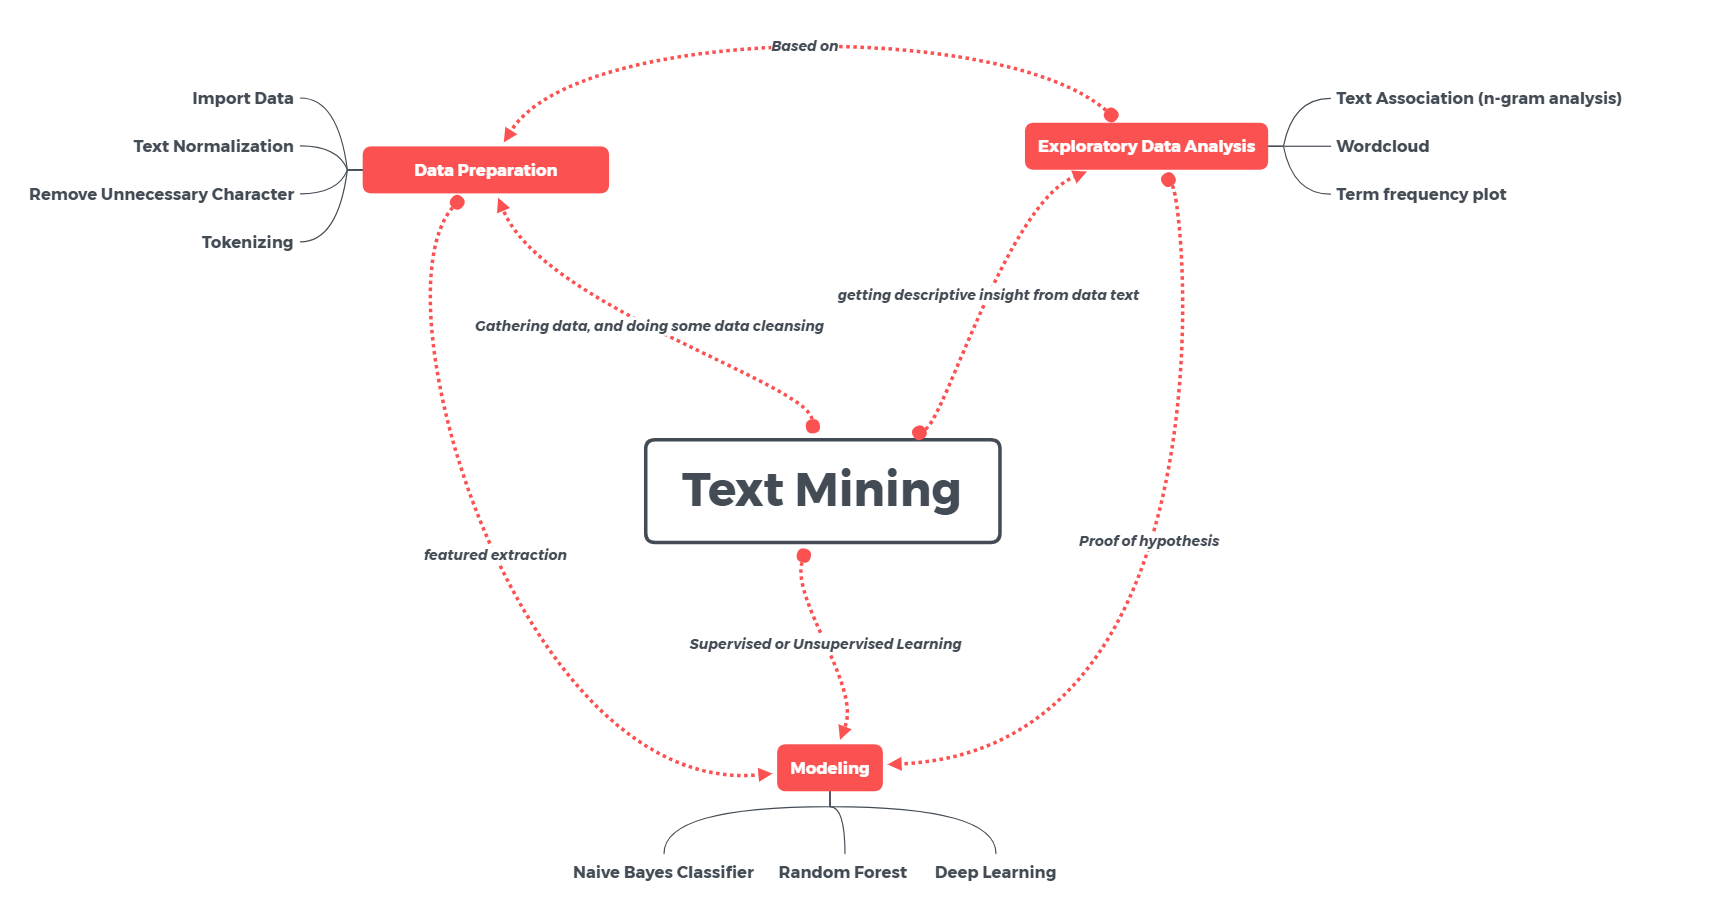 Based on
Import Data
Text Normalization
Remove Unnecessary Character
Tokenizing
Data Preparation
Exploratory Data Analysis
Text Association (n-gram analysis)
Wordcloud
Term frequency plot
getting descriptive insight from data text
Gathering data, and doing some data cleansing
Text Mining
featured extraction
Proof of hypothesis
Supervised or Unsupervised Learning
Modeling
Naive Bayes Classifier
Random Forest
Deep Learning